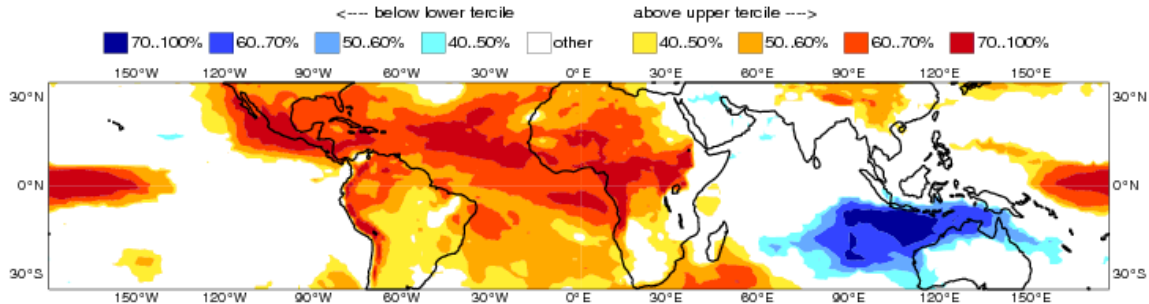 <---- below lower tercile above upper tercile ---->
70..100% 60..70% 50..60% 40..50% other 40..50% 50..60% 60..70% 70..100%
150°W 120°W 90°W 60°W 30°W 0°E 30°E 60°E 90°E 120°E 150°E
30°N 30°N
0°N 0°N
30°S 30°S
150°W 120°W 90°W 60°W 30°W 0°E 30°E 60°E 90°E 120°E 150°E